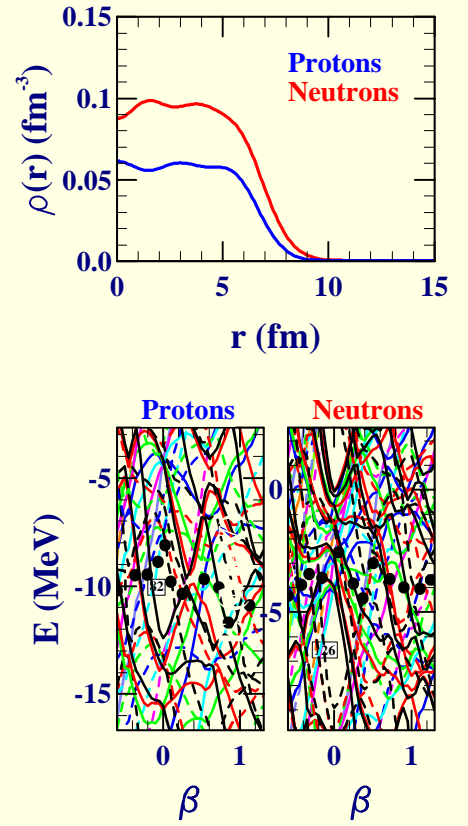 0.15
Protons
Neutrons
0.1
ρ(r) (fm⁻³)
0.05
0.0
0 5 10 15
r (fm)
Protons Neutrons
-5
0
E (MeV)
-10
82
-5
126
-15
0 1 0 1
β β